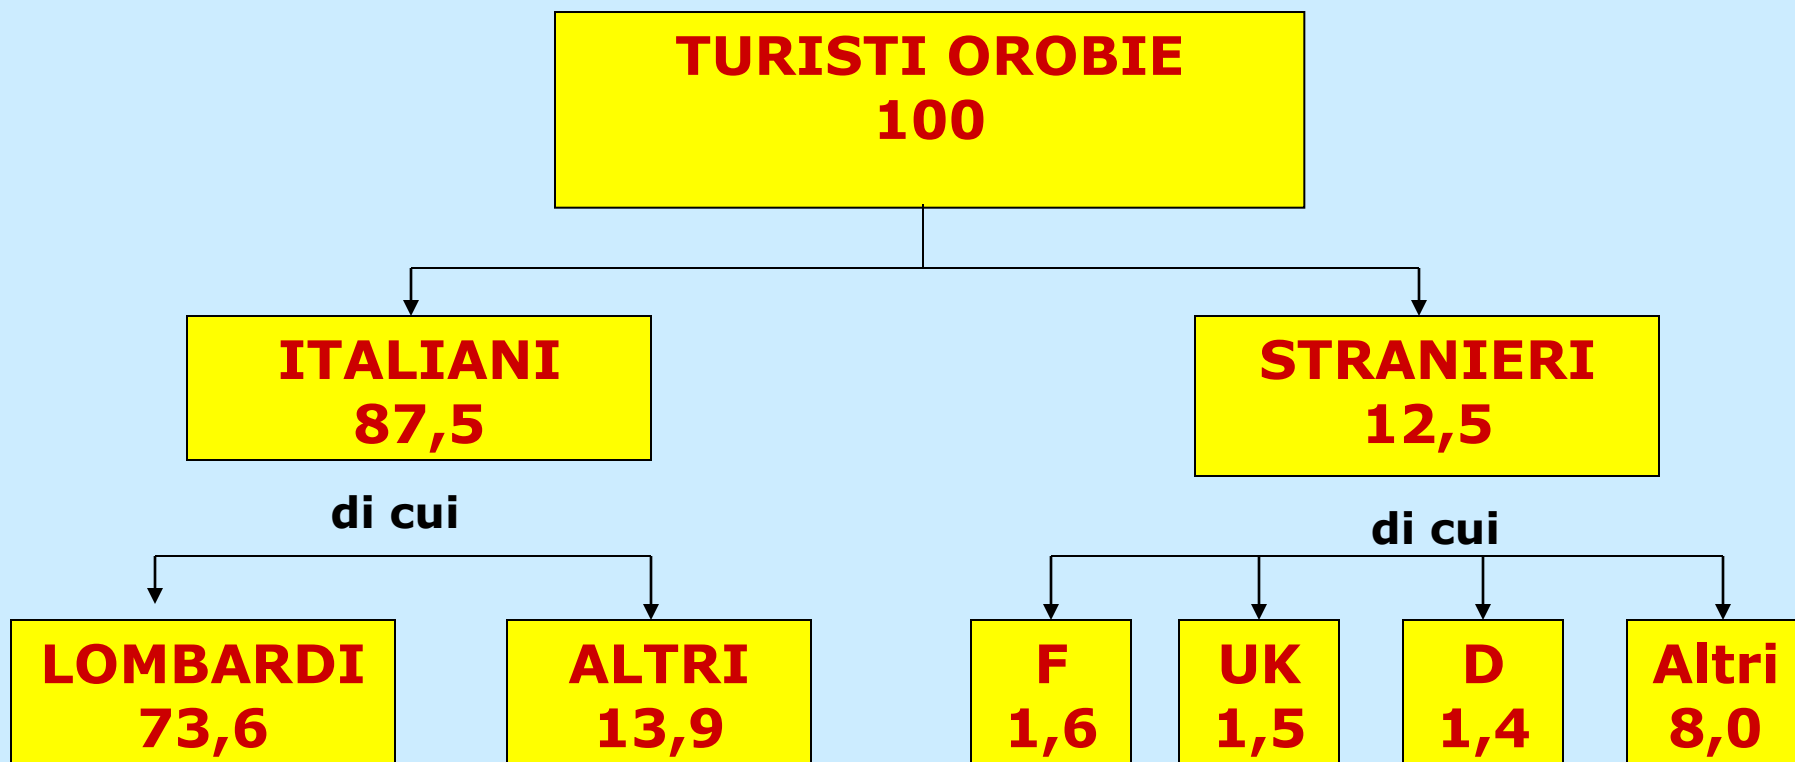 TURISTI OROBIE
100
ITALIANI
87,5
STRANIERI
12,5
di cui
di cui
LOMBARDI
73,6
ALTRI
13,9
F
1,6
UK
1,5
D
1,4
Altri
8,0